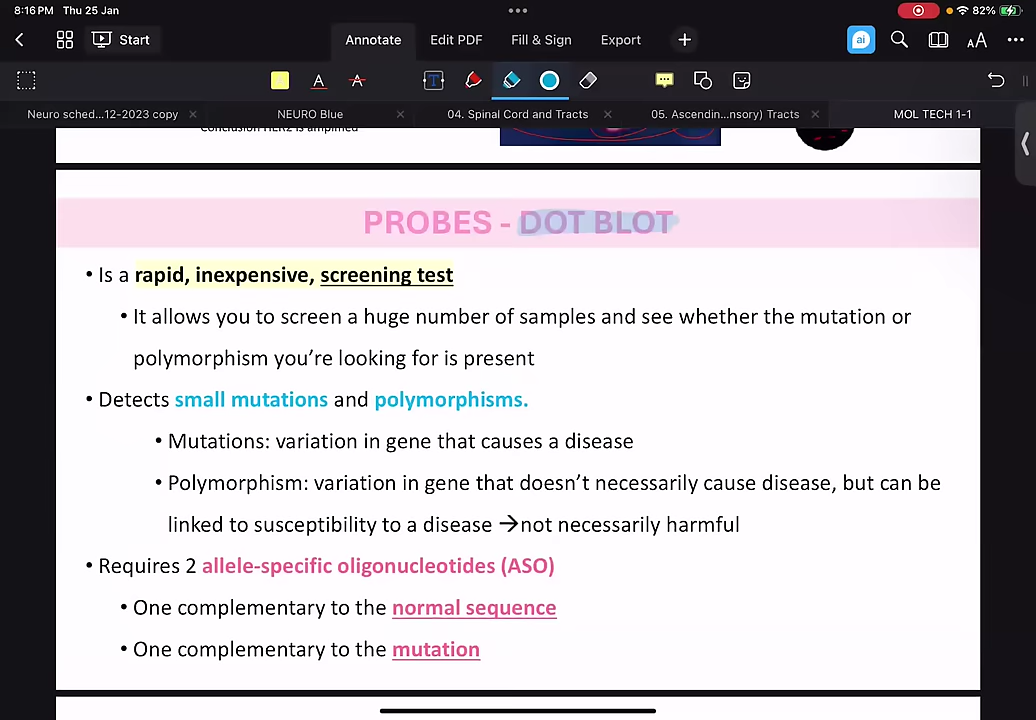 8:16 PM Thu 25 Jan
82%
Start
Annotate
Edit PDF
Fill & Sign
Export
ai
AA
A
A
T
Neuro sched...12-2023 copy
NEURO Blue
04. Spinal Cord and Tracts
05. Ascendin...nsory) Tracts
MOL TECH 1-1
Conclusion HER2 is amplified
PROBES - DOT BLOT
• Is a rapid, inexpensive, screening test
• It allows you to screen a huge number of samples and see whether the mutation or
polymorphism you're looking for is present
• Detects small mutations and polymorphisms.
• Mutations: variation in gene that causes a disease
• Polymorphism: variation in gene that doesn't necessarily cause disease, but can be
linked to susceptibility to a disease → not necessarily harmful
• Requires 2 allele-specific oligonucleotides (ASO)
• One complementary to the normal sequence
• One complementary to the mutation